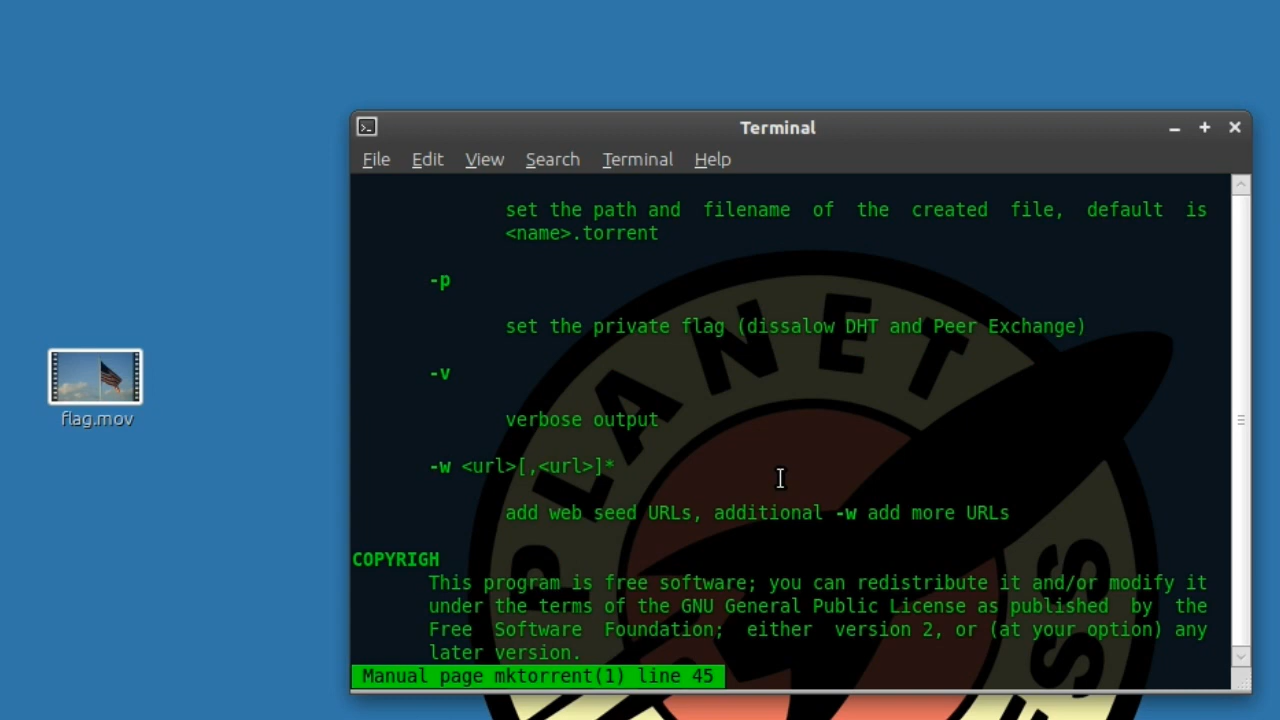 Terminal
File Edit View Search Terminal Help
set the path and filename of the created file, default is
<name>.torrent
-p
set the private flag (dissalow DHT and Peer Exchange)
-v
verbose output
-w <url>[,<url>]*
add web seed URLs, additional -w add more URLs
COPYRIGH
This program is free software; you can redistribute it and/or modify it
under the terms of the GNU General Public License as published by the
Free Software Foundation; either version 2, or (at your option) any
later version.
Manual page mktorrent(1) line 45
flag.mov
PLANET